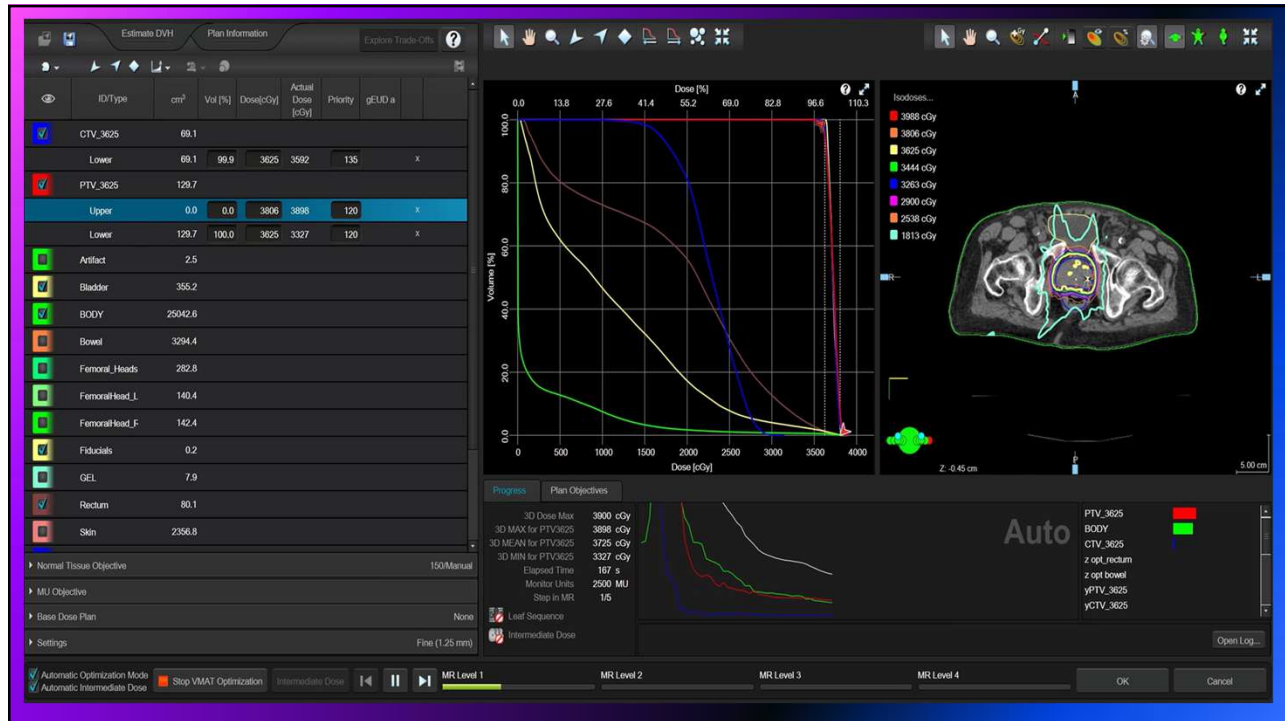 Estimate DVH Plan Information Explore Trade-Offs ?
ID/Type cm³ Vol [%] Dose[cGy] Actual Dose [cGy] Priority gEUD a
CTV_3625 69.1
Lower 69.1 99.9 3625 3592 135 x
PTV_3625 129.7
Upper 0.0 0.0 3806 3898 120 x
Lower 129.7 100.0 3625 3327 120 x
Artifact 2.5
Bladder 355.2
BODY 25042.6
Bowel 3294.4
Femoral_Heads 282.8
FemoralHead_L 140.4
FemoralHead_F 142.4
Fiducials 0.2
GEL 7.9
Rectum 80.1
Skin 2356.8
Normal Tissue Objective 150/Manual
MU Objective
Base Dose Plan None
Settings Fine (1.25 mm)
Dose [%]
0.0 13.8 27.6 41.4 55.2 69.0 82.8 96.6 110.3
Volume [%]
100.0
80.0
60.0
40.0
20.0
0.0
0 500 1000 1500 2000 2500 3000 3500 4000
Dose [cGy]
?
Isodoses...
3988 cGy
3806 cGy
3625 cGy
3444 cGy
3263 cGy
2900 cGy
2538 cGy
1813 cGy
A
?
R
L
P
Z: -0.45 cm
5.00 cm
Progress Plan Objectives
3D Dose Max 3900 cGy
3D MAX for PTV3625 3898 cGy
3D MEAN for PTV3625 3725 cGy
3D MIN for PTV3625 3327 cGy
Elapsed Time 167 s
Monitor Units 2500 MU
Step in MR 1/5
Leaf Sequence
Intermediate Dose
Auto
PTV_3625
BODY
CTV_3625
z opt_rectum
z opt bowel
yPTV_3625
yCTV_3625
Open Log...
Automatic Optimization Mode
Automatic Intermediate Dose
Stop VMAT Optimization Intermediate Dose
MR Level 1 MR Level 2 MR Level 3 MR Level 4
OK Cancel